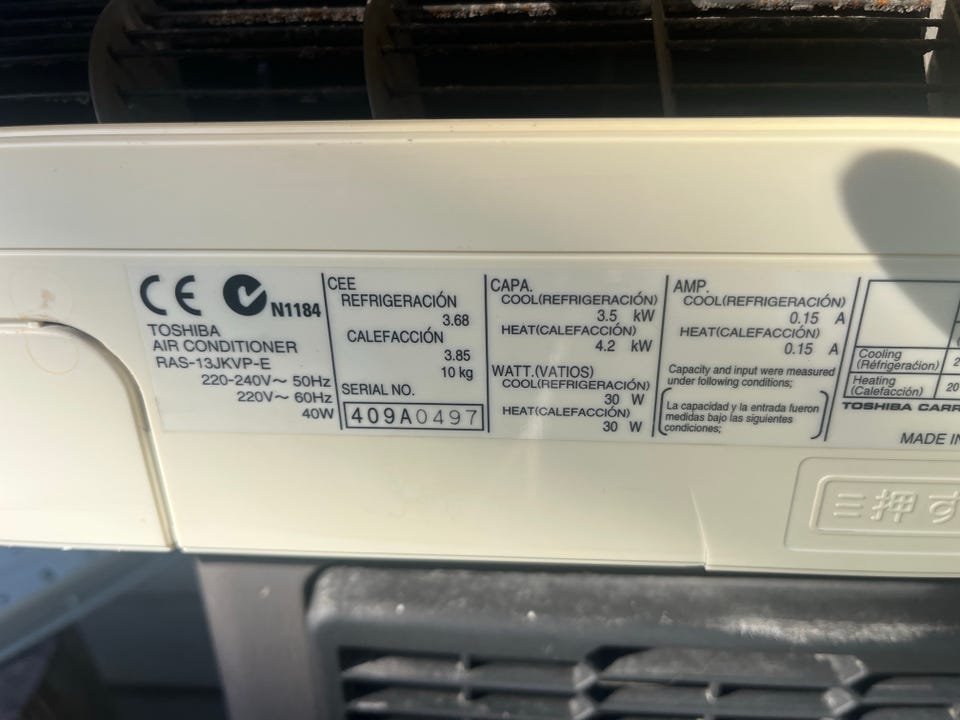 CE N1184
TOSHIBA
AIR CONDITIONER
RAS-13JKVP-E
220-240V~ 50Hz
220V~ 60Hz
40W
CEE
REFRIGERACIÓN
3.68
CALEFACCIÓN
3.85
10 kg
SERIAL NO.
409A0497
CAPA.
COOL(REFRIGERACIÓN)
3.5 kW
HEAT(CALEFACCIÓN)
4.2 kW
WATT.(VATIOS)
COOL(REFRIGERACIÓN)
30 W
HEAT(CALEFACCIÓN)
30 W
AMP.
COOL(REFRIGERACIÓN)
0.15 A
HEAT(CALEFACCIÓN)
0.15 A
Capacity and input were measured
under following conditions;
La capacidad y la entrada fueron
medidas bajo las siguientes
condiciones;
Cooling
(Réfrigeracion)
Heating
(Calefacción) 20
TOSHIBA
MADE IN
押す